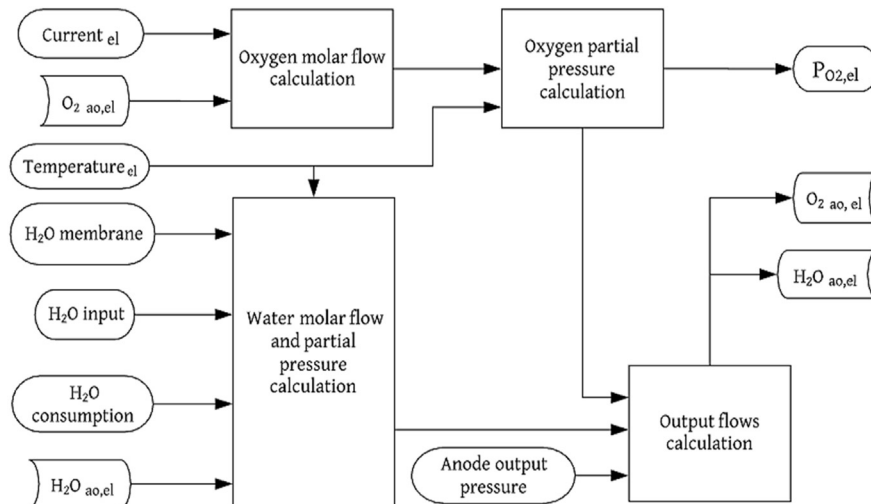 Current el
O2 ao,el
Temperature el
H2O membrane
H2O input
H2O
consumption
H2O ao,el
Oxygen molar flow
calculation
Water molar flow
and partial
pressure
calculation
Oxygen partial
pressure
calculation
Anode output
pressure
Output flows
calculation
PO2,el
O2 ao, el
H2O ao,el